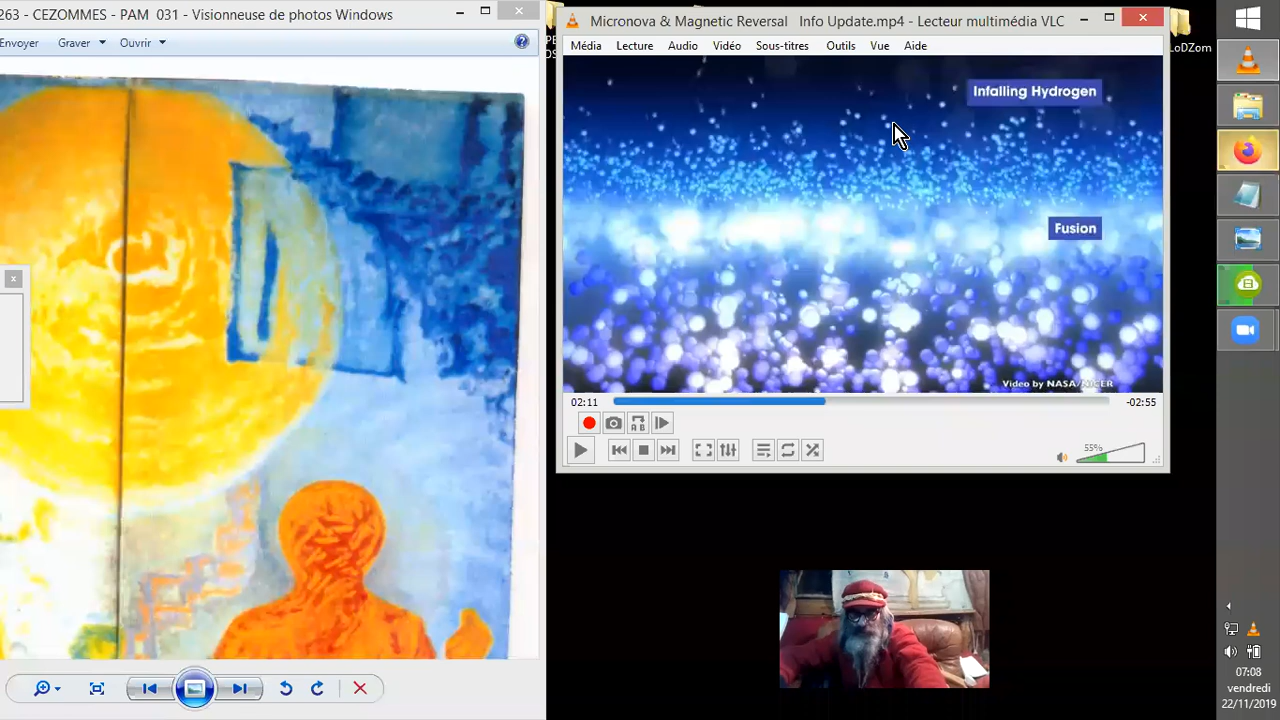 263 - CEZOMMES - PAM 031 - Visionneuse de photos Windows
Envoyer Graver Ouvrir
Micronova & Magnetic Reversal Info Update.mp4 - Lecteur multimédia VLC
Média Lecture Audio Vidéo Sous-titres Outils Vue Aide
Infalling Hydrogen
Fusion
Video by NASA/NICER
02:11
-02:55
A B
55%
LoDZom
07:08
vendredi
22/11/2019